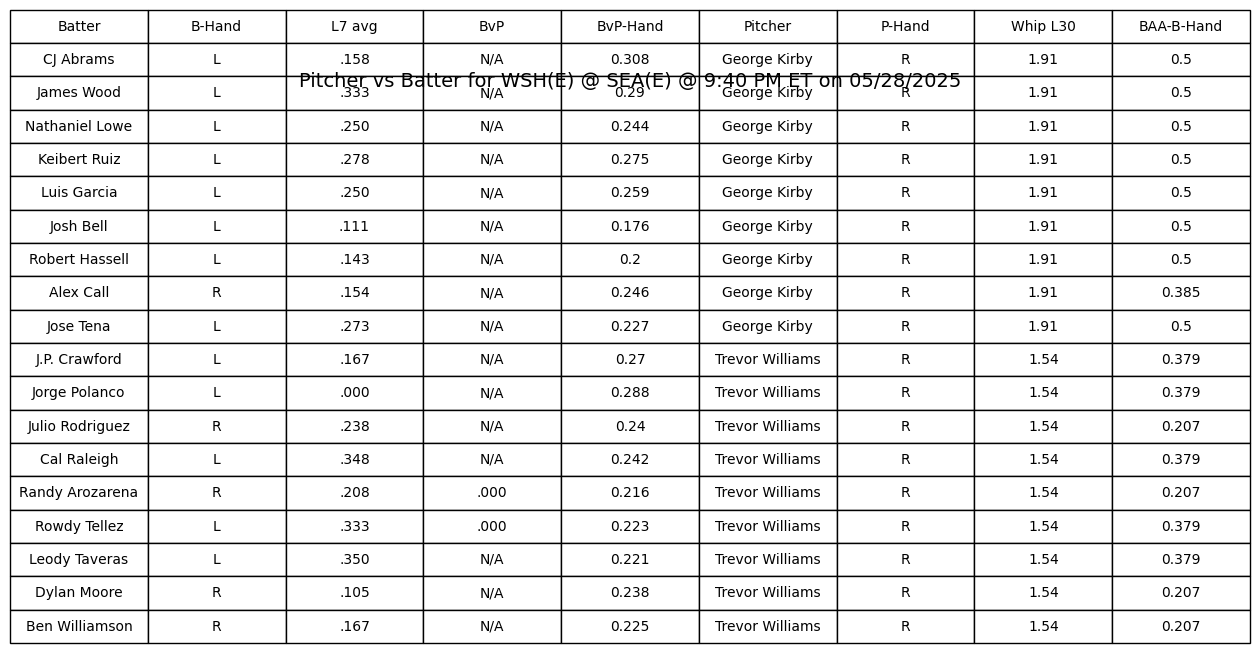 Batter B-Hand L7 avg BvP BvP-Hand Pitcher P-Hand Whip L30 BAA-B-Hand
CJ Abrams L .158 N/A 0.308 George Kirby R 1.91 0.5
Pitcher vs Batter for WSH(E) @ SEA(E) @ 9:40 PM ET on 05/28/2025
James Wood L .333 N/A 0.29 George Kirby R 1.91 0.5
Nathaniel Lowe L .250 N/A 0.244 George Kirby R 1.91 0.5
Keibert Ruiz L .278 N/A 0.275 George Kirby R 1.91 0.5
Luis Garcia L .250 N/A 0.259 George Kirby R 1.91 0.5
Josh Bell L .111 N/A 0.176 George Kirby R 1.91 0.5
Robert Hassell L .143 N/A 0.2 George Kirby R 1.91 0.5
Alex Call R .154 N/A 0.246 George Kirby R 1.91 0.385
Jose Tena L .273 N/A 0.227 George Kirby R 1.91 0.5
J.P. Crawford L .167 N/A 0.27 Trevor Williams R 1.54 0.379
Jorge Polanco L .000 N/A 0.288 Trevor Williams R 1.54 0.379
Julio Rodriguez R .238 N/A 0.24 Trevor Williams R 1.54 0.207
Cal Raleigh L .348 N/A 0.242 Trevor Williams R 1.54 0.379
Randy Arozarena R .208 .000 0.216 Trevor Williams R 1.54 0.207
Rowdy Tellez L .333 .000 0.223 Trevor Williams R 1.54 0.379
Leody Taveras L .350 N/A 0.221 Trevor Williams R 1.54 0.379
Dylan Moore R .105 N/A 0.238 Trevor Williams R 1.54 0.207
Ben Williamson R .167 N/A 0.225 Trevor Williams R 1.54 0.207